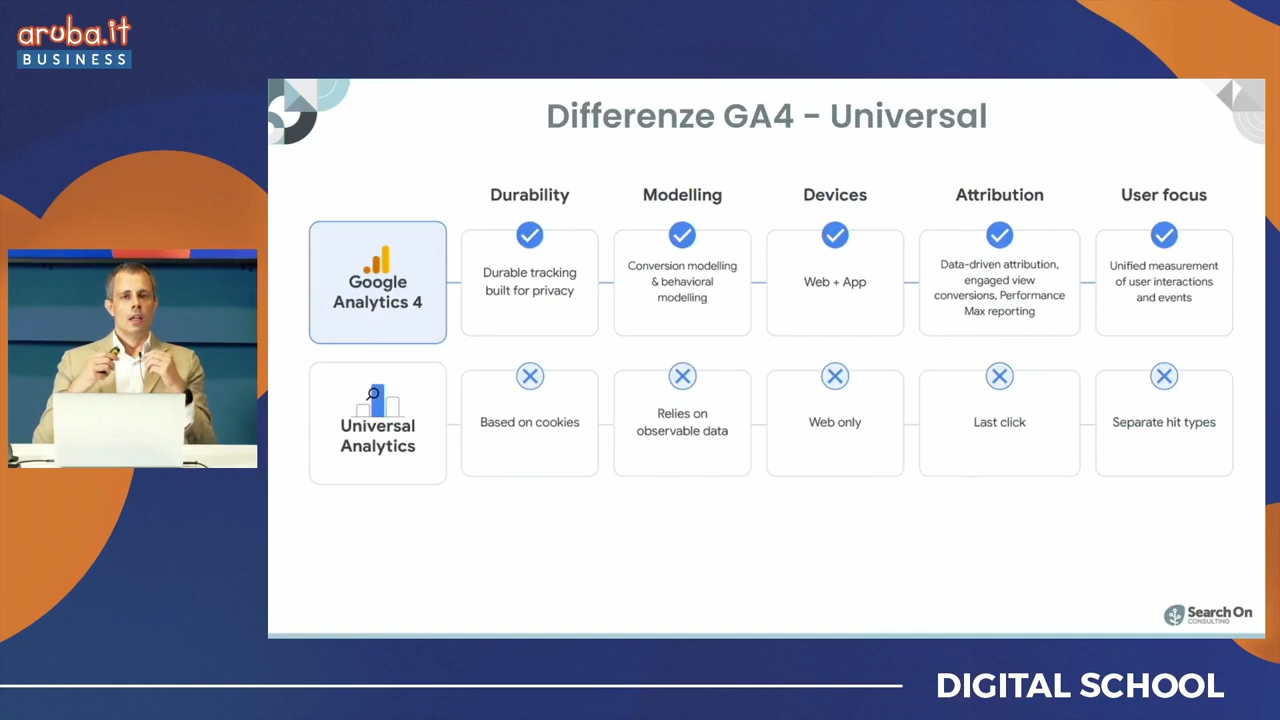 aruba.it
BUSINESS
Differenze GA4 - Universal
Durability
Modelling
Devices
Attribution
User focus
Google
Analytics 4
Durable tracking
built for privacy
Conversion modelling
& behavioral
modelling
Web + App
Data-driven attribution,
engaged view
conversions, Performance
Max reporting
Unified measurement
of user interactions
and events
Universal
Analytics
Based on cookies
Relies on
observable data
Web only
Last click
Separate hit types
Search On
CONSULTING
DIGITAL SCHOOL